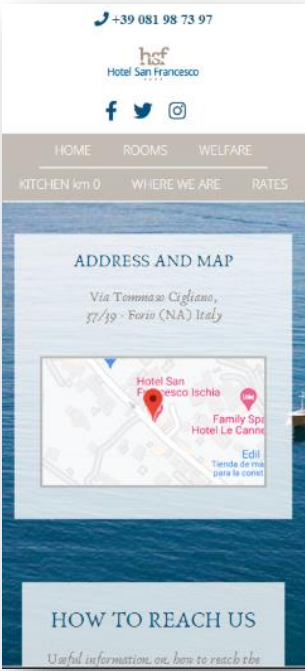 +39 081 98 73 97
hsf
Hotel San Francesco
HOME ROOMS WELFARE
KITCHEN km 0 WHERE WE ARE RATES
ADDRESS AND MAP
Via Tommaso Cigliano,
37/39 - Forio (NA) Italy
Hotel San
Francesco Ischia
Family Spa
Hotel Le Canne
Edil
Tienda de ma
para la const
HOW TO REACH US
Useful information on how to reach the